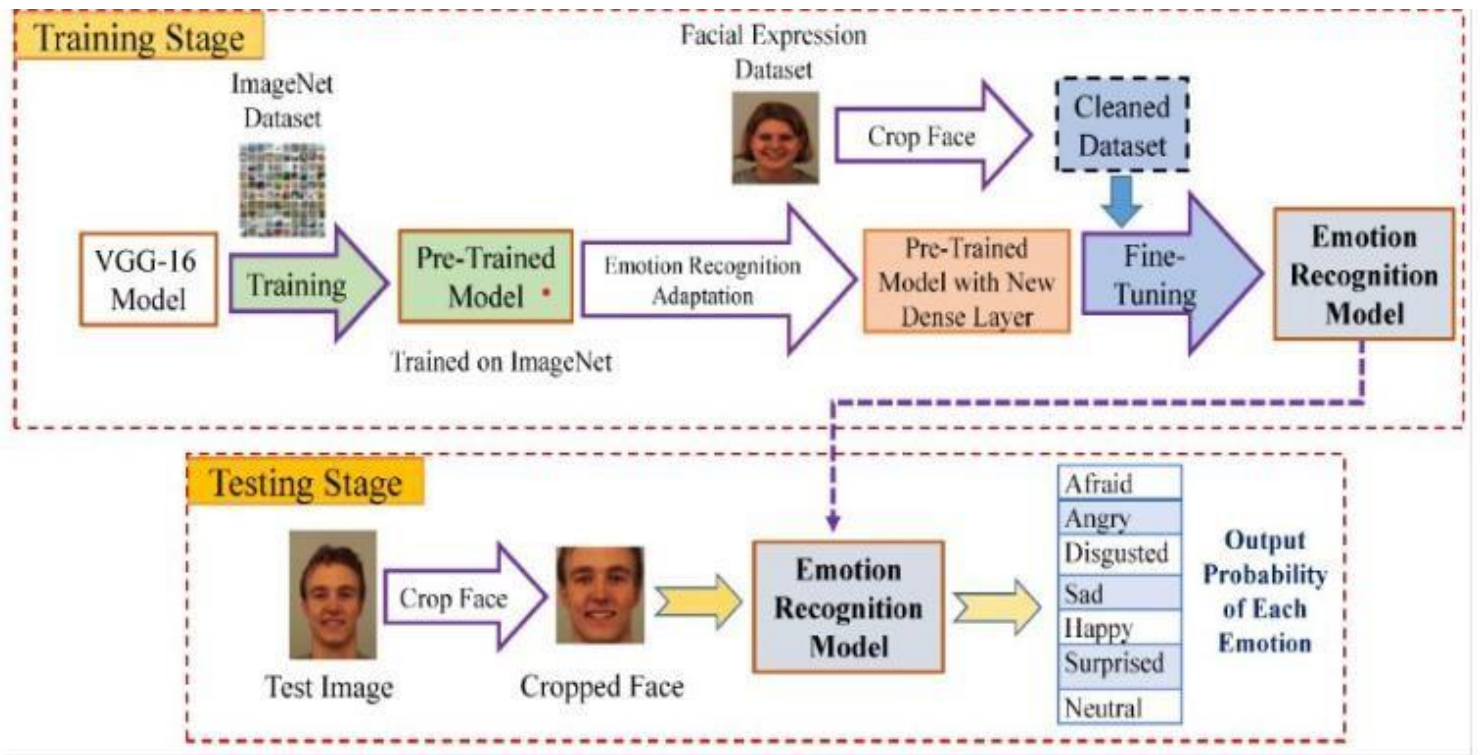 Training Stage
ImageNet
Dataset
Facial Expression
Dataset
Crop Face
Cleaned
Dataset
VGG-16
Model
Training
Pre-Trained
Model
Trained on ImageNet
Emotion Recognition
Adaptation
Pre-Trained
Model with New
Dense Layer
Fine-
Tuning
Emotion
Recognition
Model
Testing Stage
Test Image
Crop Face
Cropped Face
Emotion
Recognition
Model
Afraid
Angry
Disgusted
Sad
Happy
Surprised
Neutral
Output
Probability
of Each
Emotion